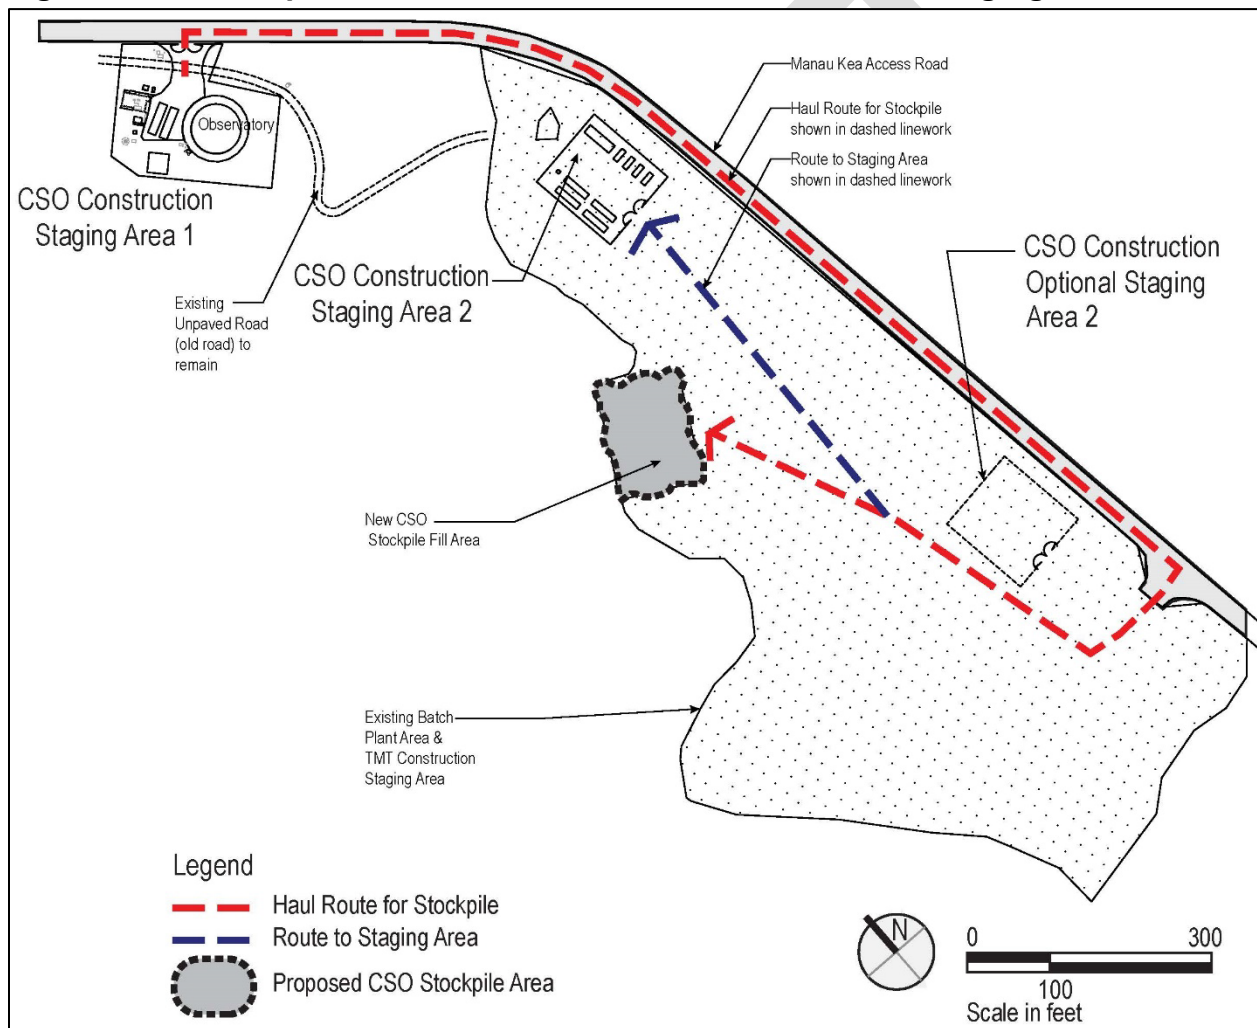 Manau Kea Access Road
Haul Route for Stockpile
shown in dashed linework
Route to Staging Area
shown in dashed linework
Observatory
CSO Construction
Staging Area 1
CSO Construction
Staging Area 2
CSO Construction
Optional Staging
Area 2
Existing
Unpaved Road
(old road) to
remain
New CSO
Stockpile Fill Area
Existing Batch
Plant Area &
TMT Construction
Staging Area
Legend
Haul Route for Stockpile
Route to Staging Area
Proposed CSO Stockpile Area
N
0 300
100
Scale in feet